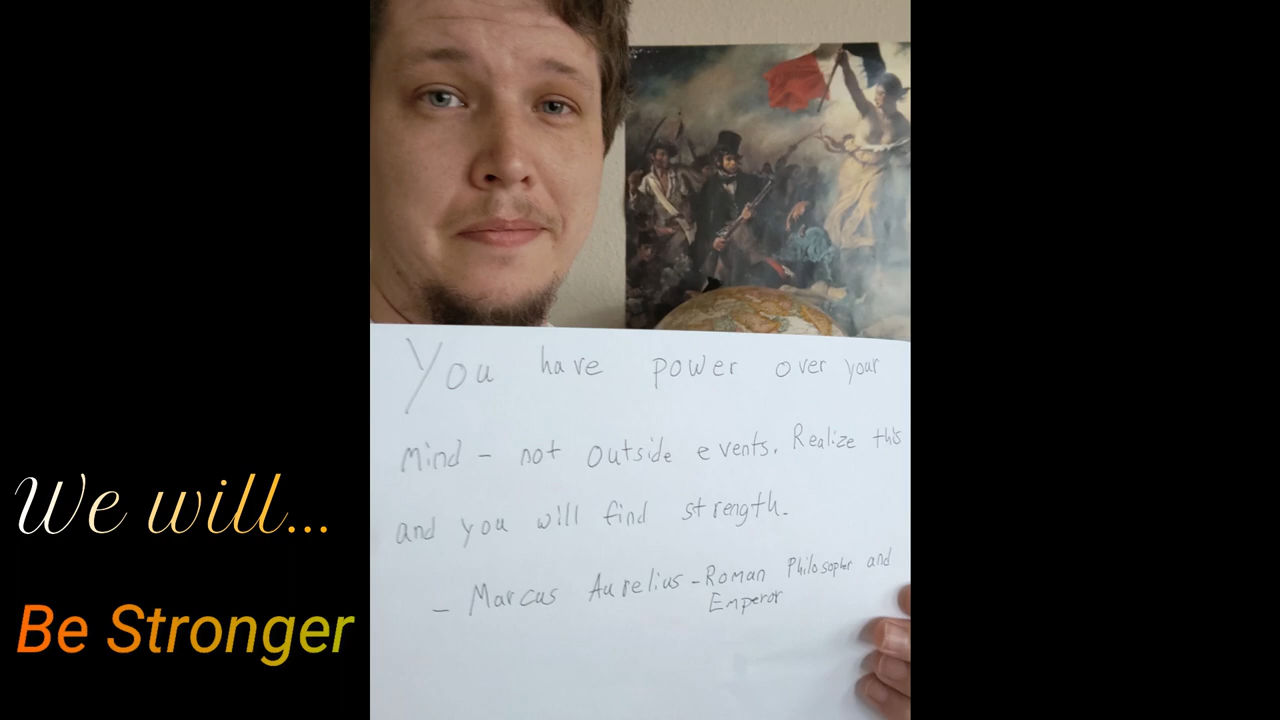 You have power over your
Mind - not outside events. Realize this
and you will find strength.
- Marcus Aurelius - Roman Philosopher and
Emperor
We will...
Be Stronger